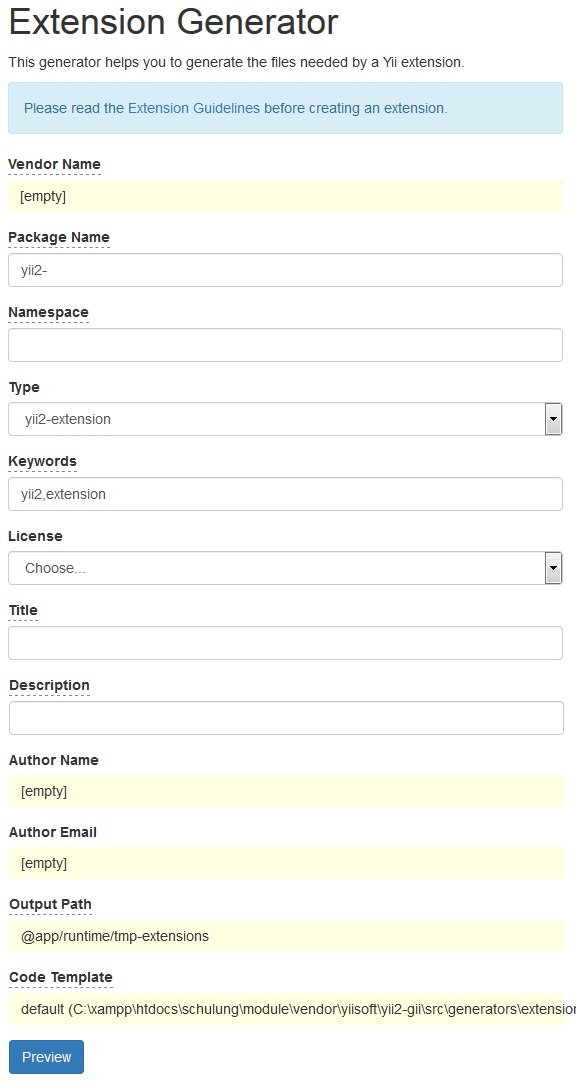 Extension Generator
This generator helps you to generate the files needed by a Yii extension.
Please read the Extension Guidelines before creating an extension.
Vendor Name
[empty]
Package Name
yii2-
Namespace
Type
yii2-extension
Keywords
yii2,extension
License
Choose...
Title
Description
Author Name
[empty]
Author Email
[empty]
Output Path
@app/runtime/tmp-extensions
Code Template
default (C:\xampp\htdocs\schulung\module\vendor\yiisoft\yii2-gii\src\generators\extension
Preview